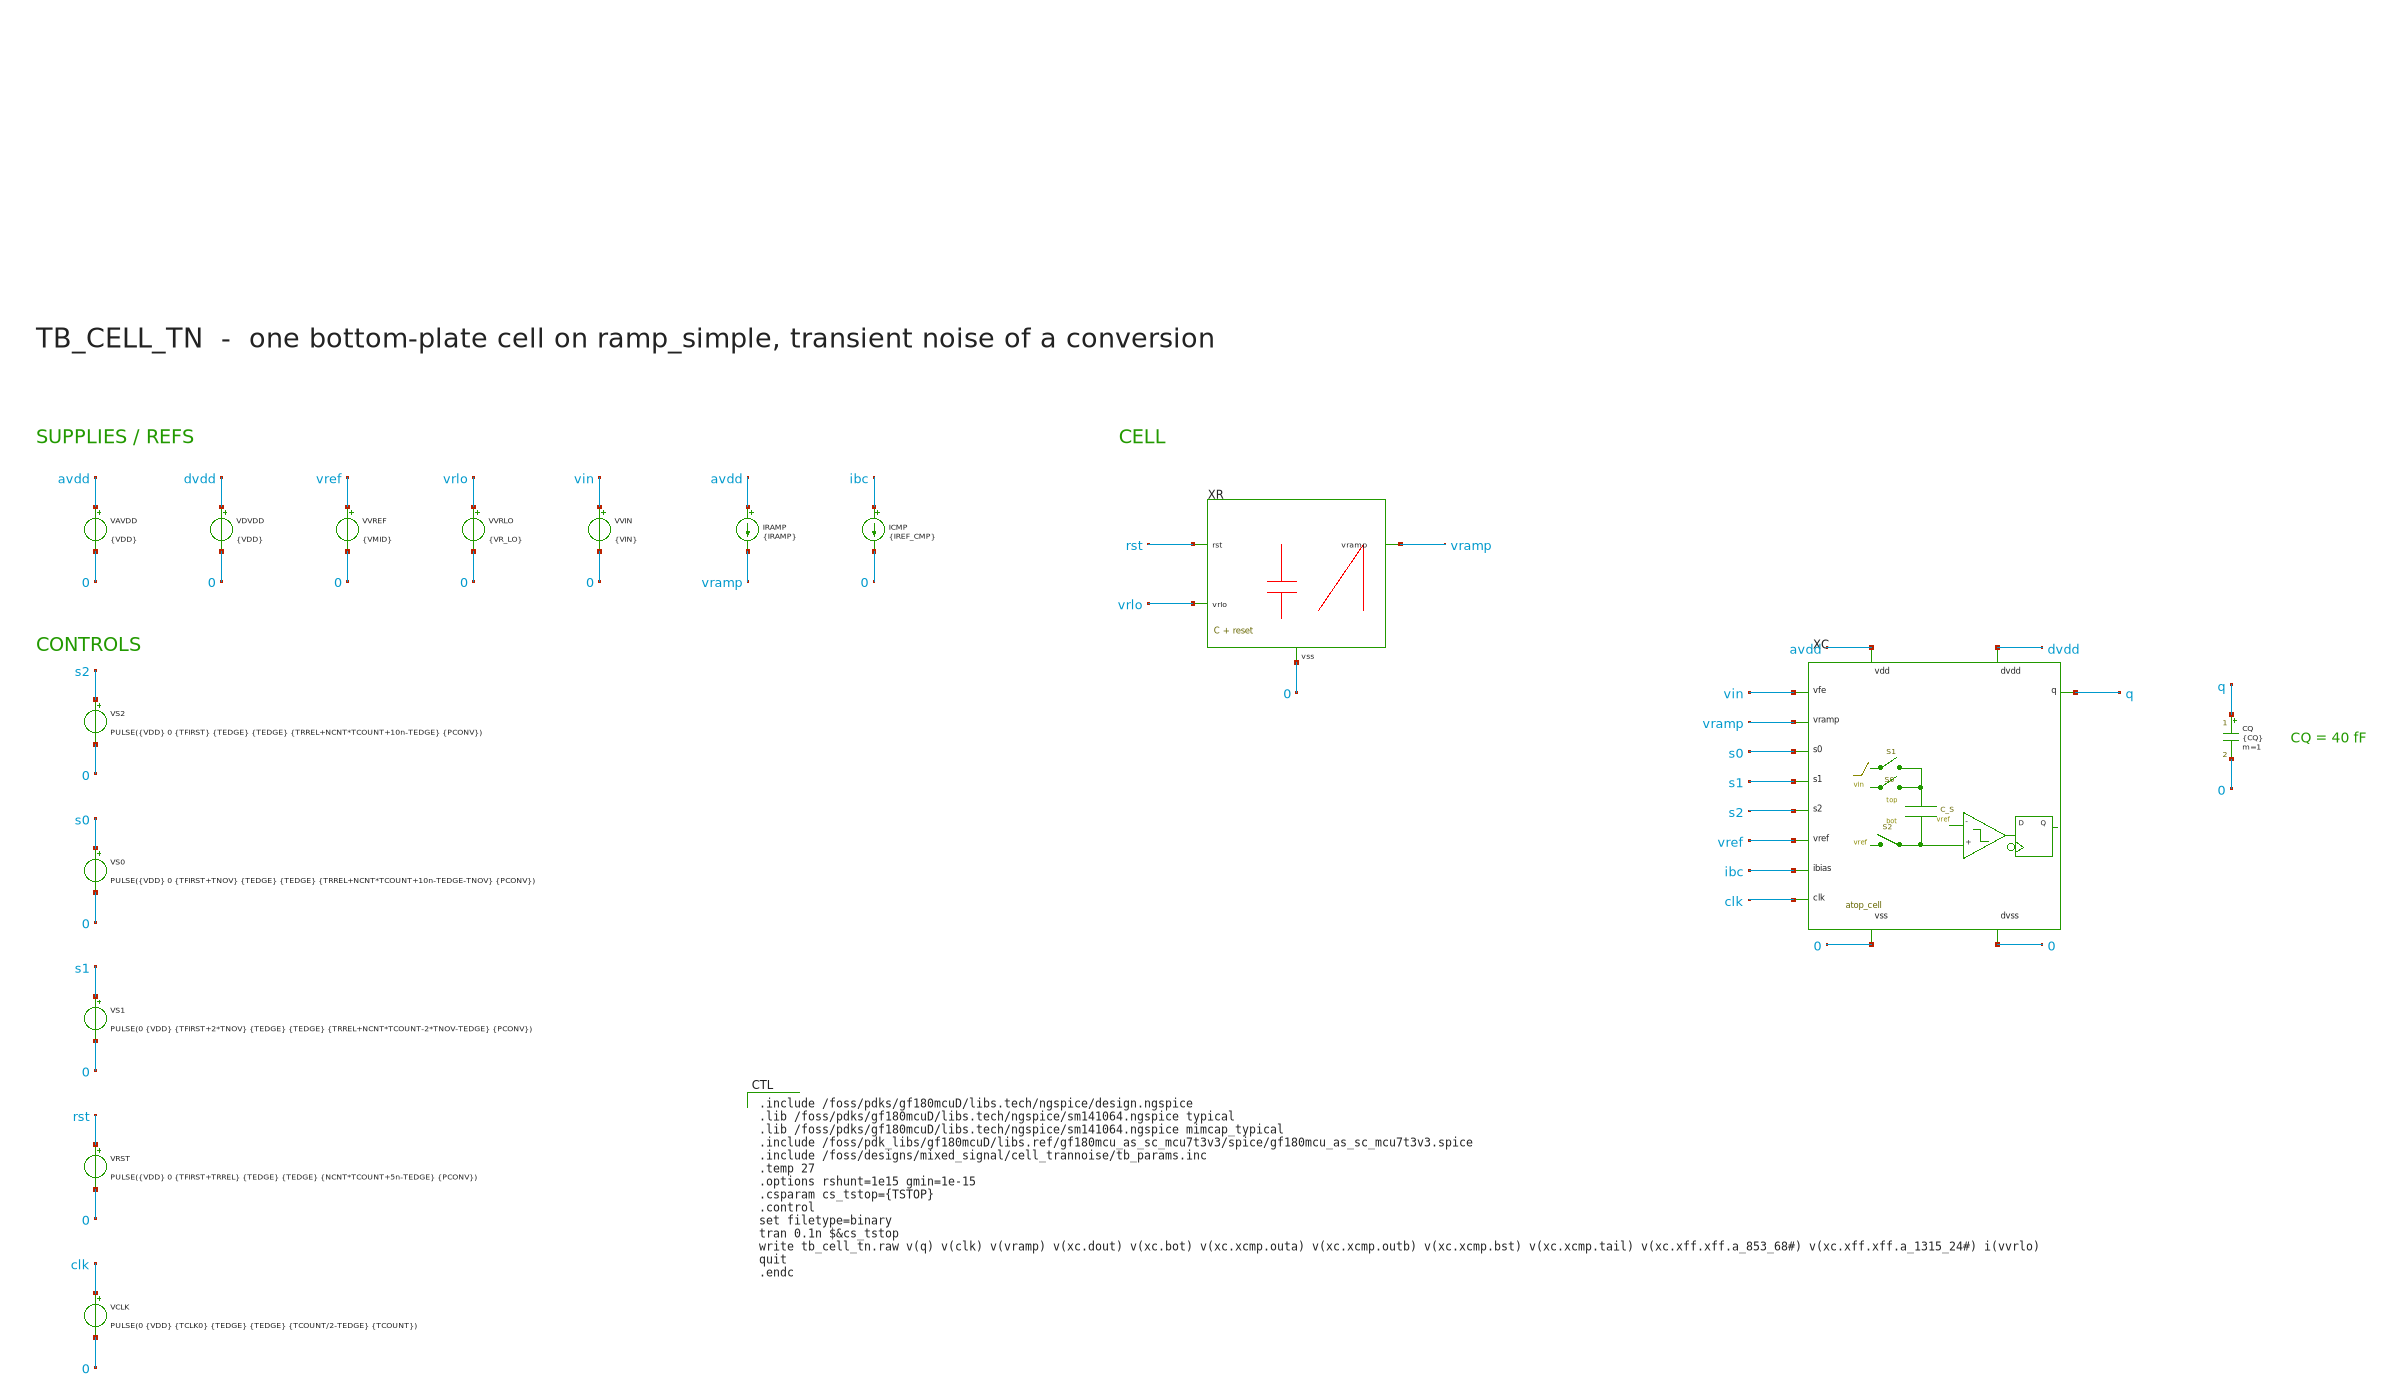 TB_CELL_TN - one bottom-plate cell on ramp_simple, transient noise of a conversion
SUPPLIES / REFS
avdd
VAVDD
{VDD}
0
dvdd
VDVDD
{VDD}
0
vref
VVREF
{VMID}
0
vrlo
VVRLO
{VR_LO}
0
vin
VVIN
{VIN}
0
avdd
IRAMP
{IRAMP}
vramp
ibc
ICMP
{IREF_CMP}
0
CELL
XR
rst
rst
vramp
vramp
vrlo
vrlo
C + reset
vss
0
CONTROLS
s2
VS2
PULSE({VDD} 0 {TFIRST} {TEDGE} {TEDGE} {TRREL+NCNT*TCOUNT+10n-TEDGE} {PCONV})
0
s0
VS0
PULSE({VDD} 0 {TFIRST+TNOV} {TEDGE} {TEDGE} {TRREL+NCNT*TCOUNT+10n-TEDGE-TNOV} {PCONV})
0
s1
VS1
PULSE(0 {VDD} {TFIRST+2*TNOV} {TEDGE} {TEDGE} {TRREL+NCNT*TCOUNT-2*TNOV-TEDGE} {PCONV})
0
rst
VRST
PULSE({VDD} 0 {TFIRST+TRREL} {TEDGE} {TEDGE} {NCNT*TCOUNT+5n-TEDGE} {PCONV})
0
clk
VCLK
PULSE(0 {VDD} {TCLK0} {TEDGE} {TEDGE} {TCOUNT/2-TEDGE} {TCOUNT})
0
XC
avdd
dvdd
vdd
dvdd
vin
vfe
q
q
vramp
vramp
s0
s0
s1
s1
s2
s2
vref
vref
ibc
ibias
clk
clk
S1
S0
vin
top
C_S
bot
S2
vref
vref
-
+
D Q
atop_cell
vss
dvss
0
0
q
1
+
2
CQ
{CQ}
m=1
0
CQ = 40 fF
CTL
.include /foss/pdks/gf180mcuD/libs.tech/ngspice/design.ngspice
.lib /foss/pdks/gf180mcuD/libs.tech/ngspice/sm141064.ngspice typical
.lib /foss/pdks/gf180mcuD/libs.tech/ngspice/sm141064.ngspice mimcap_typical
.include /foss/pdk_libs/gf180mcuD/libs.ref/gf180mcu_as_sc_mcu7t3v3/spice/gf180mcu_as_sc_mcu7t3v3.spice
.include /foss/designs/mixed_signal/cell_trannoise/tb_params.inc
.temp 27
.options rshunt=1e15 gmin=1e-15
.csparam cs_tstop={TSTOP}
.control
set filetype=binary
tran 0.1n $&cs_tstop
write tb_cell_tn.raw v(q) v(clk) v(vramp) v(xc.dout) v(xc.bot) v(xc.xcmp.outa) v(xc.xcmp.outb) v(xc.xcmp.bst) v(xc.xcmp.tail) v(xc.xff.xff.a_853_68#) v(xc.xff.xff.a_1315_24#) i(vvrlo)
quit
.endc